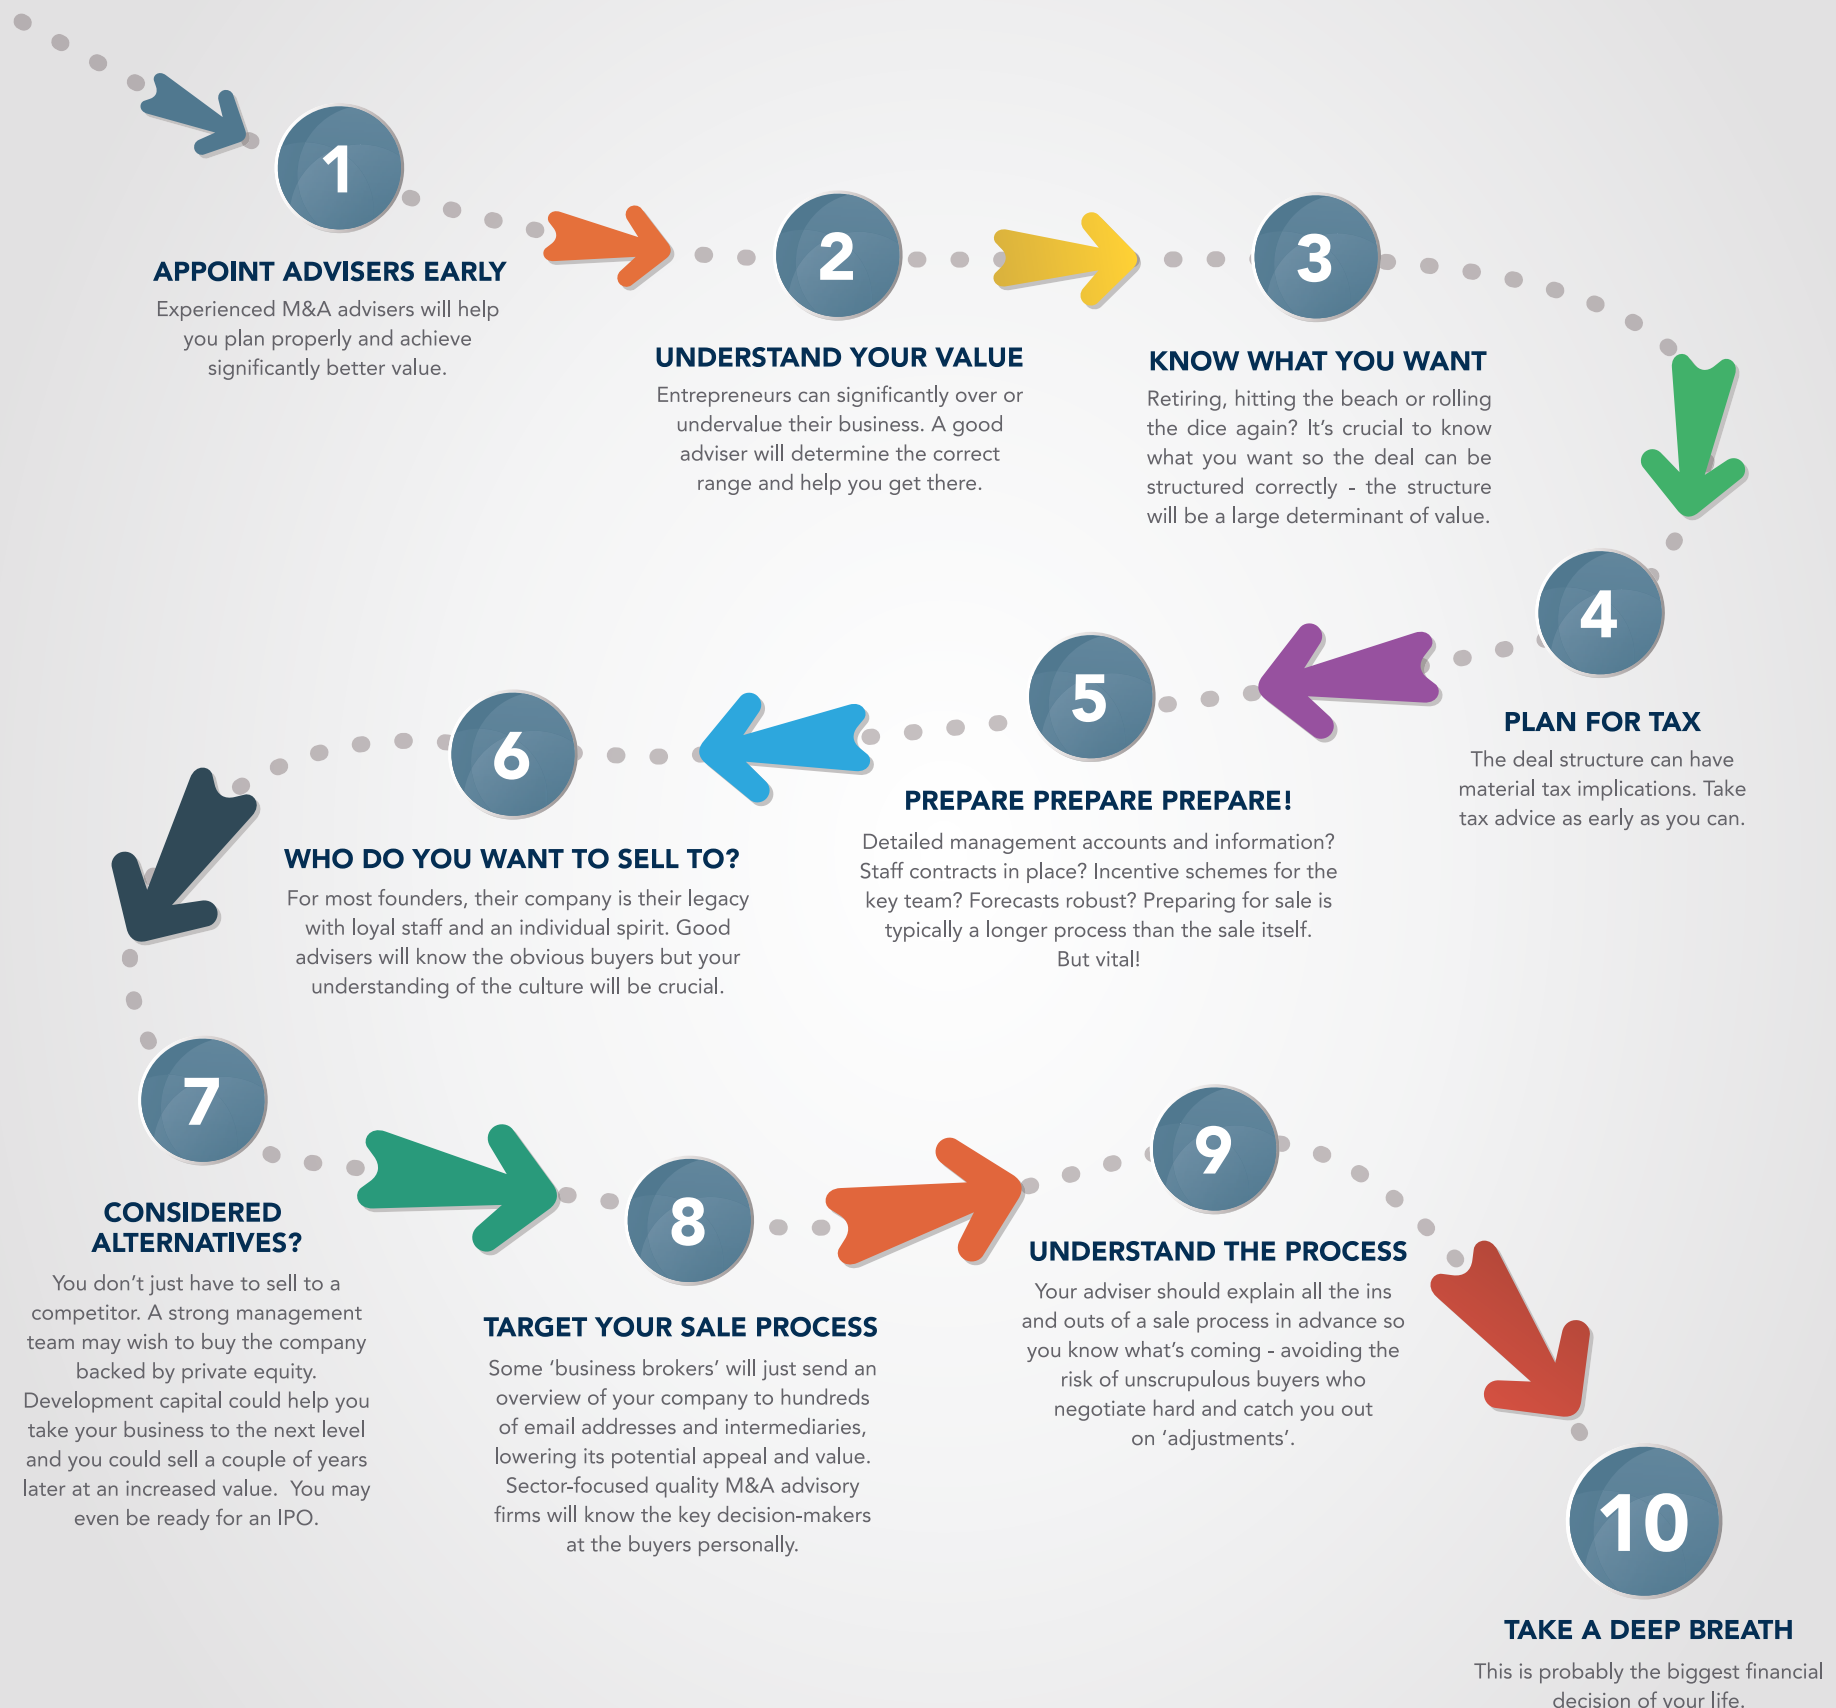 1
APPOINT ADVISERS EARLY
Experienced M&A advisers will help
you plan properly and achieve
significantly better value.
2
UNDERSTAND YOUR VALUE
Entrepreneurs can significantly over or
undervalue their business. A good
adviser will determine the correct
range and help you get there.
3
KNOW WHAT YOU WANT
Retiring, hitting the beach or rolling
the dice again? It’s crucial to know
what you want so the deal can be
structured correctly - the structure
will be a large determinant of value.
4
PLAN FOR TAX
The deal structure can have
material tax implications. Take
tax advice as early as you can.
5
PREPARE PREPARE PREPARE!
Detailed management accounts and information?
Staff contracts in place? Incentive schemes for the
key team? Forecasts robust? Preparing for sale is
typically a longer process than the sale itself.
But vital!
6
WHO DO YOU WANT TO SELL TO?
For most founders, their company is their legacy
with loyal staff and an individual spirit. Good
advisers will know the obvious buyers but your
understanding of the culture will be crucial.
7
CONSIDERED
ALTERNATIVES?
You don’t just have to sell to a
competitor. A strong management
team may wish to buy the company
backed by private equity.
Development capital could help you
take your business to the next level
and you could sell a couple of years
later at an increased value.  You may
even be ready for an IPO.
8
TARGET YOUR SALE PROCESS
Some ‘business brokers’ will just send an
overview of your company to hundreds
of email addresses and intermediaries,
lowering its potential appeal and value.
Sector-focused quality M&A advisory
firms will know the key decision-makers
at the buyers personally.
9
UNDERSTAND THE PROCESS
Your adviser should explain all the ins
and outs of a sale process in advance so
you know what’s coming - avoiding the
risk of unscrupulous buyers who
negotiate hard and catch you out
on ‘adjustments’.
10
TAKE A DEEP BREATH
This is probably the biggest financial
decision of your life.